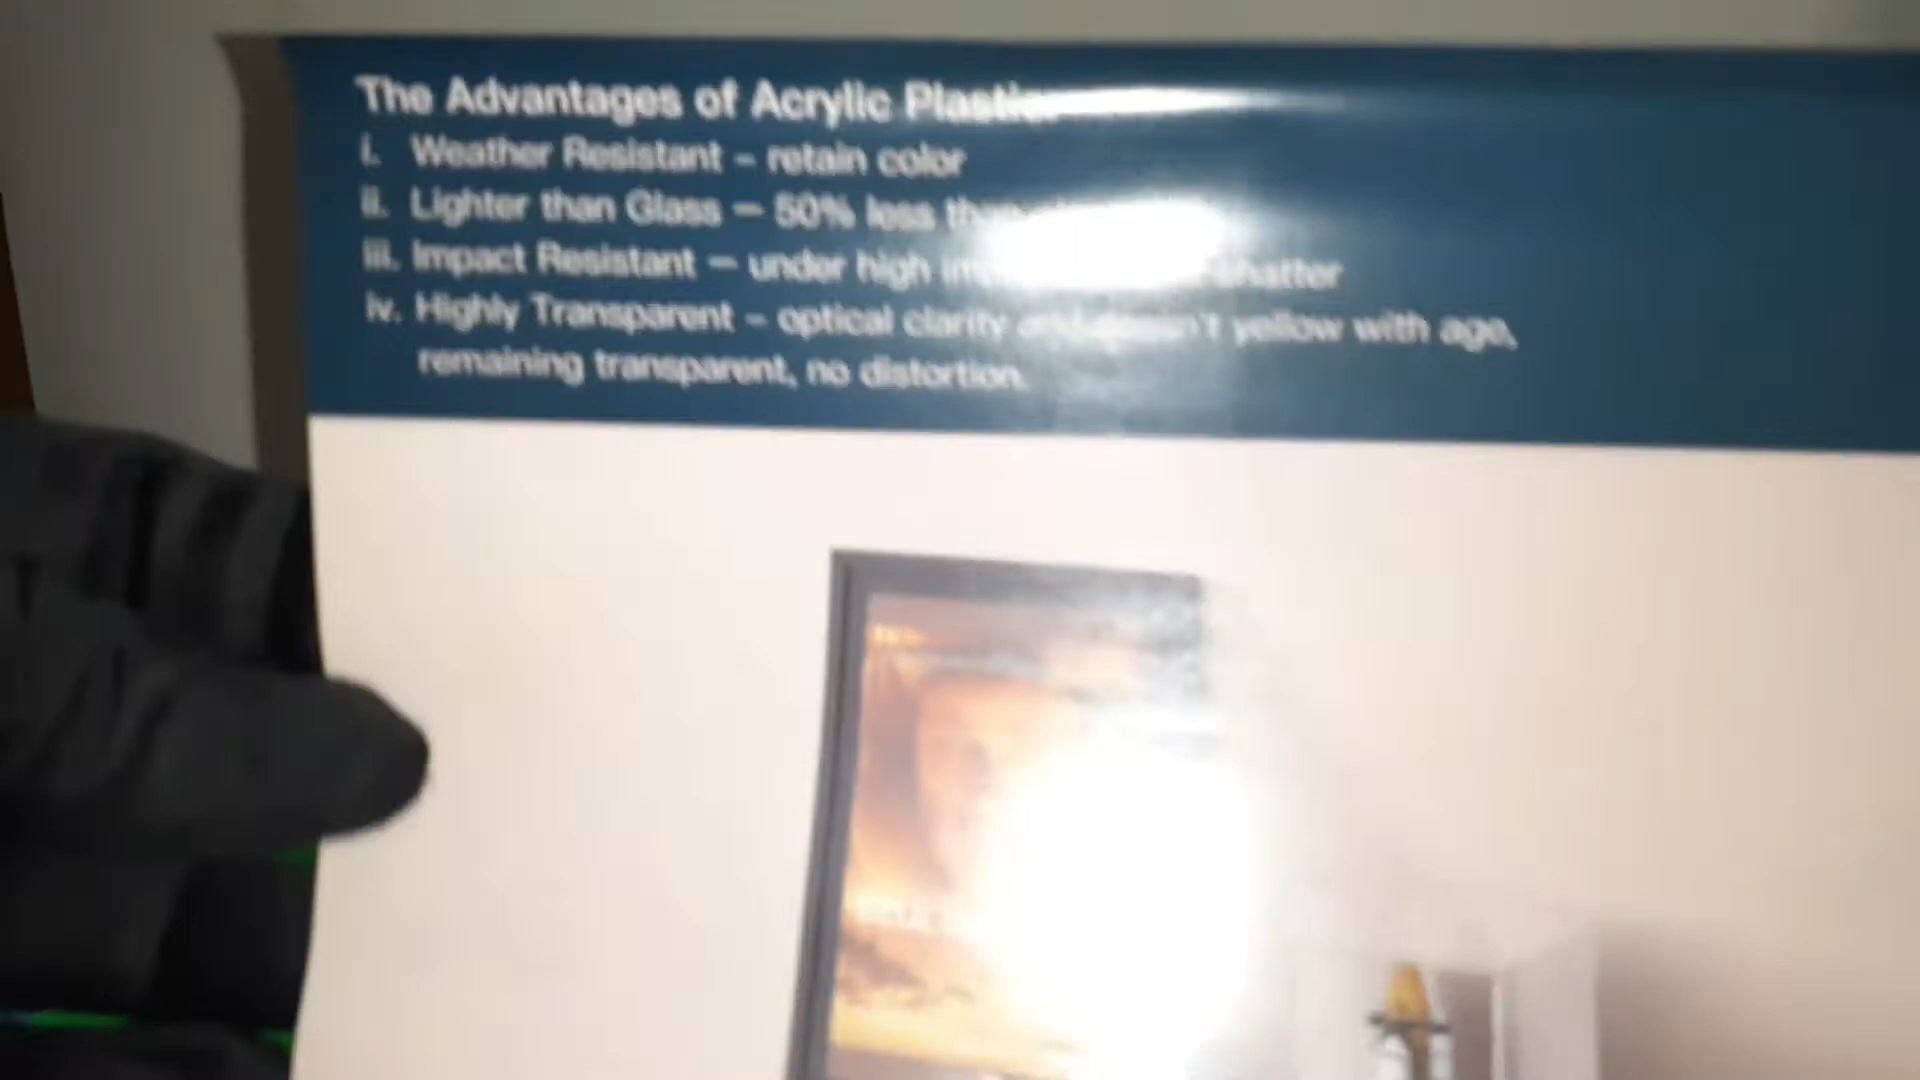 The Advantages of Acrylic
i. Weather Resistant – retain color
ii. Lighter than Glass – 50% less
iii. Impact Resistant – under high shatter
iv. Highly Transparent – optical clarity yellow with age,
remaining transparent, no distortion.